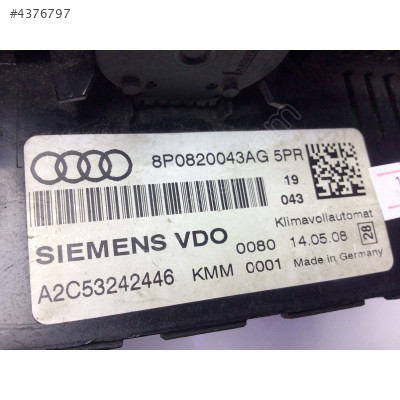 #4376797
8P0820043AG 5PR
19
043
Klimavollautomat
SIEMENS VDO 0080 14.05.08 28
A2C53242446 KMM 0001 Made in Germany